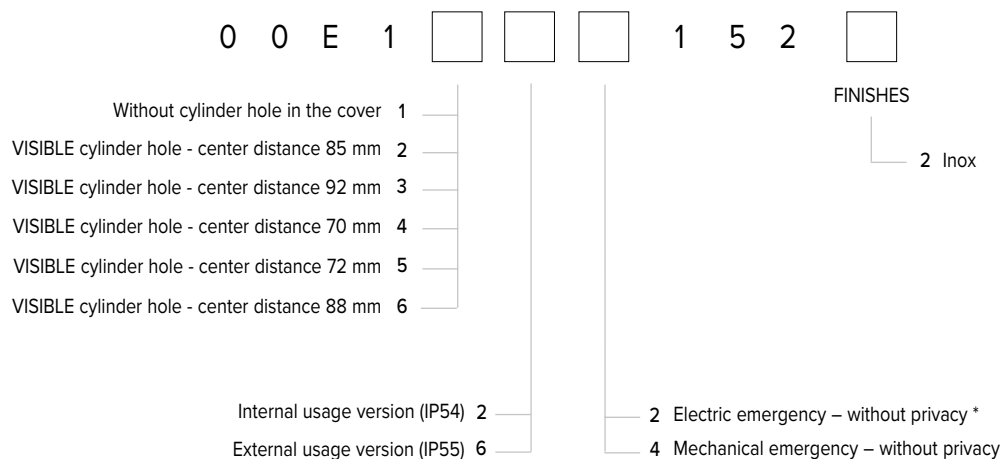 0 0 E 1 1 5 2
FINISHES
Without cylinder hole in the cover 1
VISIBLE cylinder hole - center distance 85 mm 2
2 Inox
VISIBLE cylinder hole - center distance 92 mm 3
VISIBLE cylinder hole - center distance 70 mm 4
VISIBLE cylinder hole - center distance 72 mm 5
VISIBLE cylinder hole - center distance 88 mm 6
Internal usage version (IP54) 2
2 Electric emergency – without privacy *
External usage version (IP55) 6
4 Mechanical emergency – without privacy